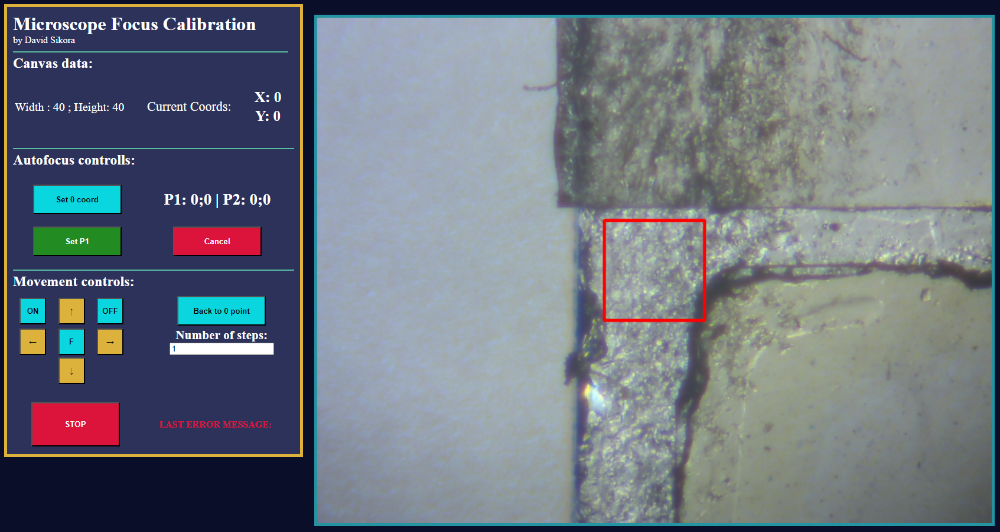 Microscope Focus Calibration
by David Sikora
Canvas data:
Width : 40 ; Height: 40
Current Coords:
X: 0
Y: 0
Autofocus controlls:
Set 0 coord
P1: 0;0 | P2: 0;0
Set P1
Cancel
Movement controls:
ON
↑
OFF
Back to 0 point
←
F
→
Number of steps:
1
↓
STOP
LAST ERROR MESSAGE: